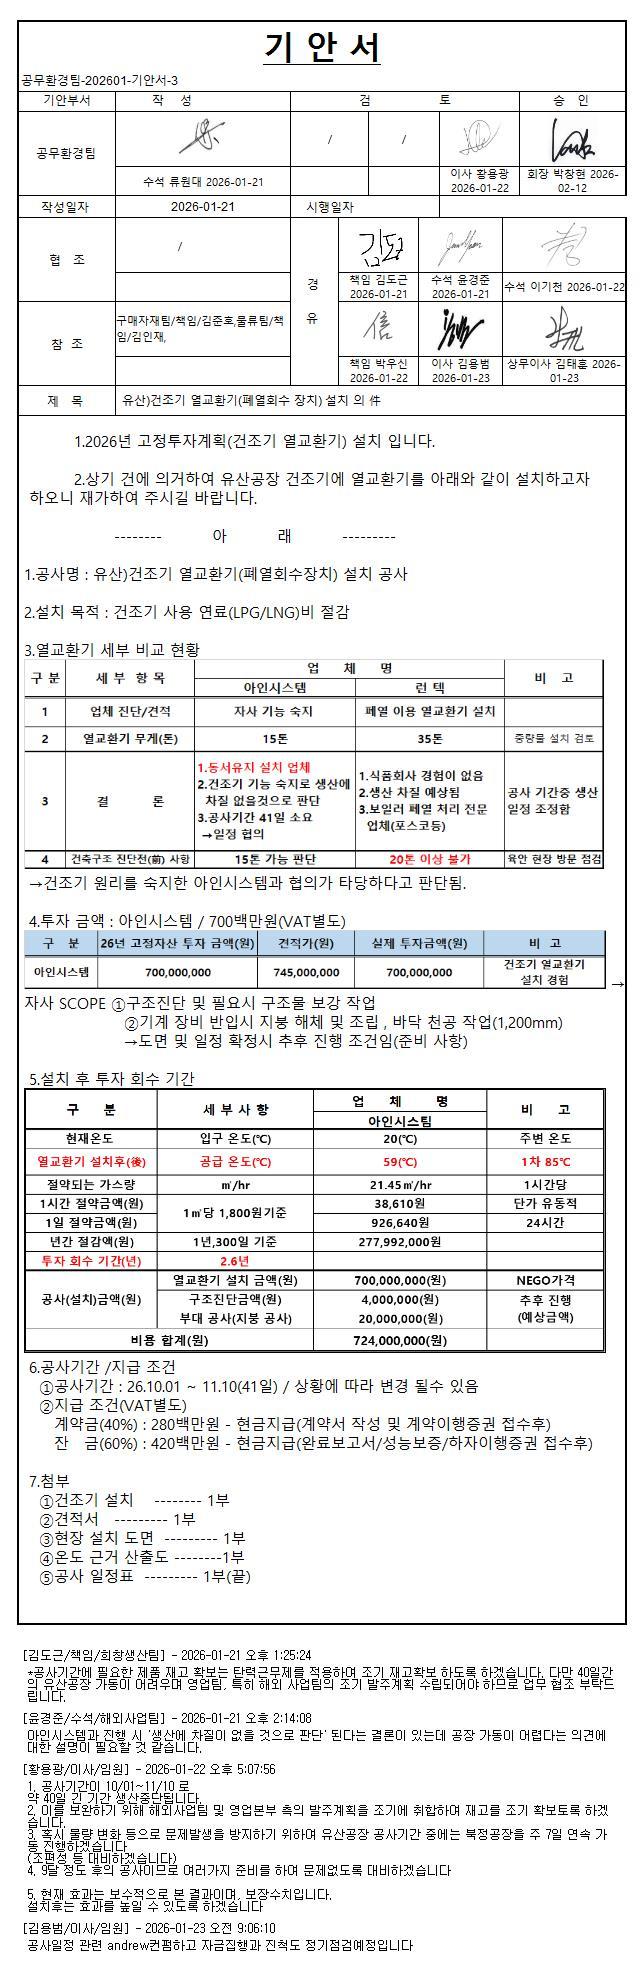 기 안 서
공무환경팀-202601-기안서-3
기안부서 작 성 검 토 승 인
공무환경팀 / /
수석 류원대 2026-01-21 이사 황용광 2026-01-22 회장 박창현 2026-02-12
작성일자 2026-01-21 시행일자
협 조 / 경 유
책임 김도근 2026-01-21 수석 윤경준 2026-01-21 수석 이기천 2026-01-22
참 조 구매자재팀/책임/김준호,물류팀/책임/김인재,
책임 박우신 2026-01-22 이사 김용범 2026-01-23 상무이사 김태훈 2026-01-23
제 목 유산)건조기 열교환기(폐열회수 장치) 설치 의 件
1.2026년 고정투자계획(건조기 열교환기) 설치 입니다.
2.상기 건에 의거하여 유산공장 건조기에 열교환기를 아래와 같이 설치하고자
하오니 재가하여 주시길 바랍니다.
-------- 아 래 ---------
1.공사명 : 유산)건조기 열교환기(폐열회수장치) 설치 공사
2.설치 목적 : 건조기 사용 연료(LPG/LNG)비 절감
3.열교환기 세부 비교 현황
구 분 세 부 항 목 업 체 명 비 고
아인시스템 런 텍
1 업체 진단/견적 자사 기능 숙지 폐열 이용 열교환기 설치
2 열교환기 무게(톤) 15톤 35톤 중량물 설치 검토
3 결 론
1.동서유지 설치 업체
2.건조기 기능 숙지로 생산에
차질 없을것으로 판단
3.공사기간 41일 소요
→일정 협의
1.식품회사 경험이 없음
2.생산 차질 예상됨
3.보일러 폐열 처리 전문
업체(포스코등)
공사 기간중 생산
일정 조정함
4 건축구조 진단전(前) 사항 15톤 가능 판단 20톤 이상 불가 육안 현장 방문 점검
→건조기 원리를 숙지한 아인시스템과 협의가 타당하다고 판단됨.
4.투자 금액 : 아인시스템 / 700백만원(VAT별도)
구 분 26년 고정자산 투자 금액(원) 견적가(원) 실제 투자금액(원) 비 고
아인시스템 700,000,000 745,000,000 700,000,000 건조기 열교환기 설치 경험
→
자사 SCOPE ①구조진단 및 필요시 구조물 보강 작업
②기계 장비 반입시 지붕 해체 및 조립 , 바닥 천공 작업(1,200mm)
→도면 및 일정 확정시 추후 진행 조건임(준비 사항)
5.설치 후 투자 회수 기간
구 분 세 부 사 항 업 체 명 비 고
아인시스팀
현재온도 입구 온도(℃) 20(℃) 주변 온도
열교환기 설치후(後) 공급 온도(℃) 59(℃) 1차 85℃
절약되는 가스량 ㎥/hr 21.45㎥/hr 1시간당
1시간 절약금액(원) 1㎥당 1,800원기준 38,610원 단가 유동적
1일 절약금액(원) 926,640원 24시간
년간 절감액(원) 1년,300일 기준 277,992,000원
투자 회수 기간(년) 2.6년
공사(설치)금액(원) 열교환기 설치 금액(원) 700,000,000(원) NEGO가격
구조진단금액(원) 4,000,000(원) 추후 진행
부대 공사(지붕 공사) 20,000,000(원) (예상금액)
비용 합계(원) 724,000,000(원)
6.공사기간 /지급 조건
①공사기간 : 26.10.01 ~ 11.10(41일) / 상황에 따라 변경 될수 있음
②지급 조건(VAT별도)
계약금(40%) : 280백만원 - 현금지급(계약서 작성 및 계약이행증권 접수후)
잔 금(60%) : 420백만원 - 현금지급(완료보고서/성능보증/하자이행증권 접수후)
7.첨부
①건조기 설치 -------- 1부
②견적서 --------- 1부
③현장 설치 도면 --------- 1부
④온도 근거 산출도 --------1부
⑤공사 일정표 --------- 1부(끝)
[김도근/책임/희창생산팀] - 2026-01-21 오후 1:25:24
*공사기간에 필요한 제품 재고 확보는 탄력근무제를 적용하여 조기 재고확보 하도록 하겠습니다. 다만 40일간
의 유산공장 가동이 어려우며 영업팀, 특히 해외 사업팀의 조기 발주계획 수립되어야 하므로 업무 협조 부탁드
립니다.
[윤경준/수석/해외사업팀] - 2026-01-21 오후 2:14:08
아인시스템과 진행 시 '생산에 차질이 없을 것으로 판단' 된다는 결론이 있는데 공장 가동이 어렵다는 의견에
대한 설명이 필요할 것 같습니다.
[황용광/이사/임원] - 2026-01-22 오후 5:07:56
1. 공사기간이 10/01~11/10 로
약 40일 긴 기간 생산중단됩니다.
2. 이를 보완하기 위해 해외사업팀 및 영업본부 측의 발주계획을 조기에 취합하여 재고를 조기 확보토록 하겠
습니다.
3. 혹시 물량 변화 등으로 문제발생을 방지하기 위하여 유산공장 공사기간 중에는 북정공장을 주 7일 연속 가
동 진행하겠습니다
(조편성 등 대비하겠습니다)
4. 9달 정도 후의 공사이므로 여러가지 준비를 하여 문제없도록 대비하겠습니다
5. 현재 효과는 보수적으로 본 결과이며, 보장수치입니다.
설치후는 효과를 높일 수 있도록 하겠습니다
[김용범/이사/임원] - 2026-01-23 오전 9:06:10
공사일정 관련 andrew컨펌하고 자금집행과 진척도 정기점검예정입니다